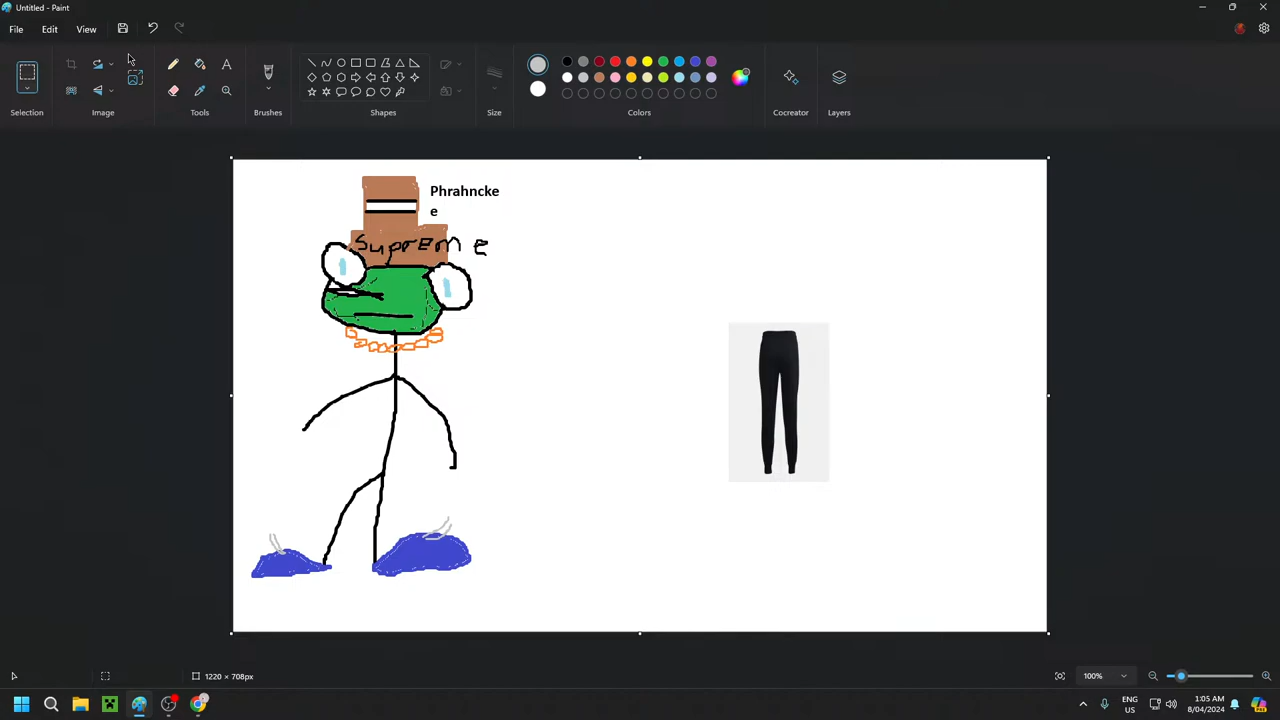 Untitled - Paint
File Edit View
Selection Image Tools Brushes Shapes Size Colors Cocreator Layers
Phrahncke
e
Supreme
1220 × 708px
100%
ENG
US
1:05 AM
8/04/2024